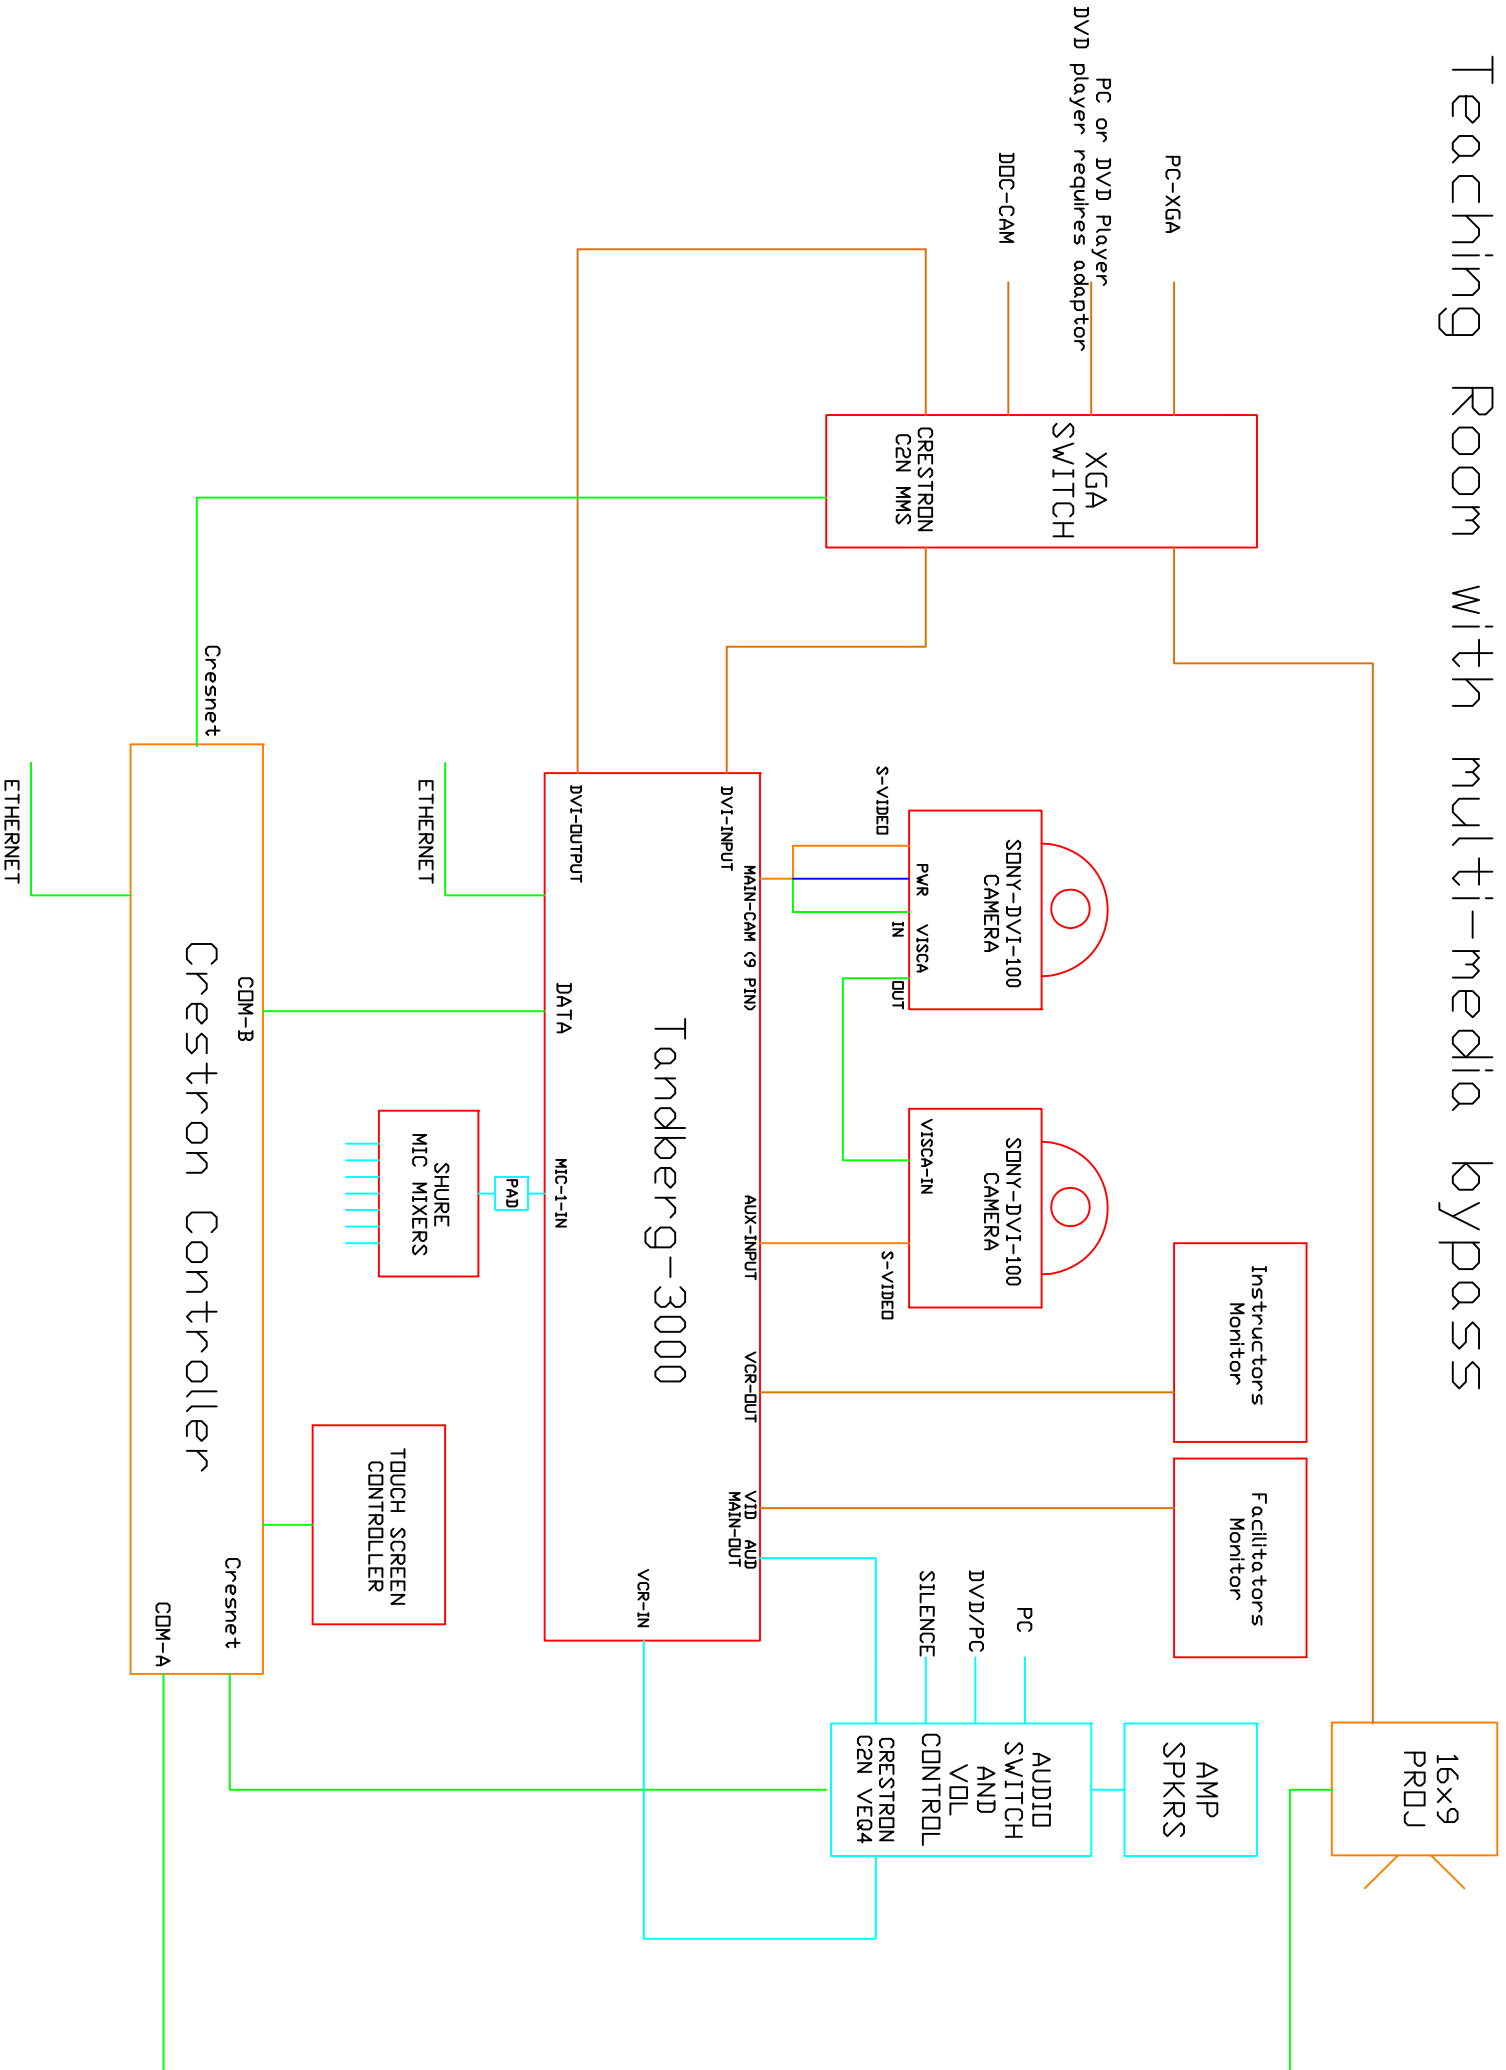 Teaching Room with multi-media bypass
PC-XGA
PC or DVD Player
DVD player requires adaptor
DOC-CAM
XGA
SWITCH
CRESTRON
C2N MMS
16x9
PROJ
Instructors
Monitor
Facilitators
Monitor
AMP
SPKRS
SONY-DVI-100
CAMERA
S-VIDEO
PWR
VISCA
IN
OUT
SONY-DVI-100
CAMERA
VISCA-IN
S-VIDEO
PC
DVD/PC
SILENCE
AUDIO
SWITCH
AND
VOL
CONTROL
CRESTRON
C2N VEQ4
DVI-INPUT
MAIN-CAM (9 PIN)
AUX-INPUT
VCR-OUT
VID AUD
MAIN-OUT
Tandberg-3000
VCR-IN
DVI-OUTPUT
DATA
MIC-1-IN
ETHERNET
PAD
SHURE
MIC MIXERS
TOUCH SCREEN
CONTROLLER
Cresnet
COM-B
Cresnet
Crestron Controller
COM-A
ETHERNET